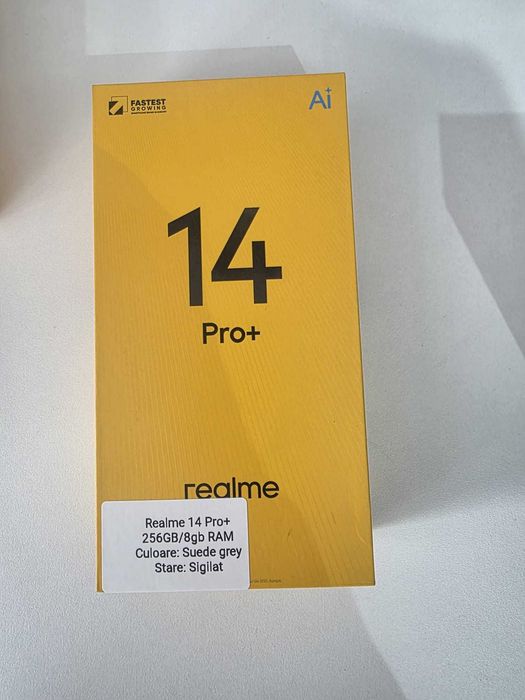 FASTEST
GROWING
Ai+
14
Pro+
realme
Realme 14 Pro+
256GB/8gb RAM
Culoare: Suede grey
Stare: Sigilat